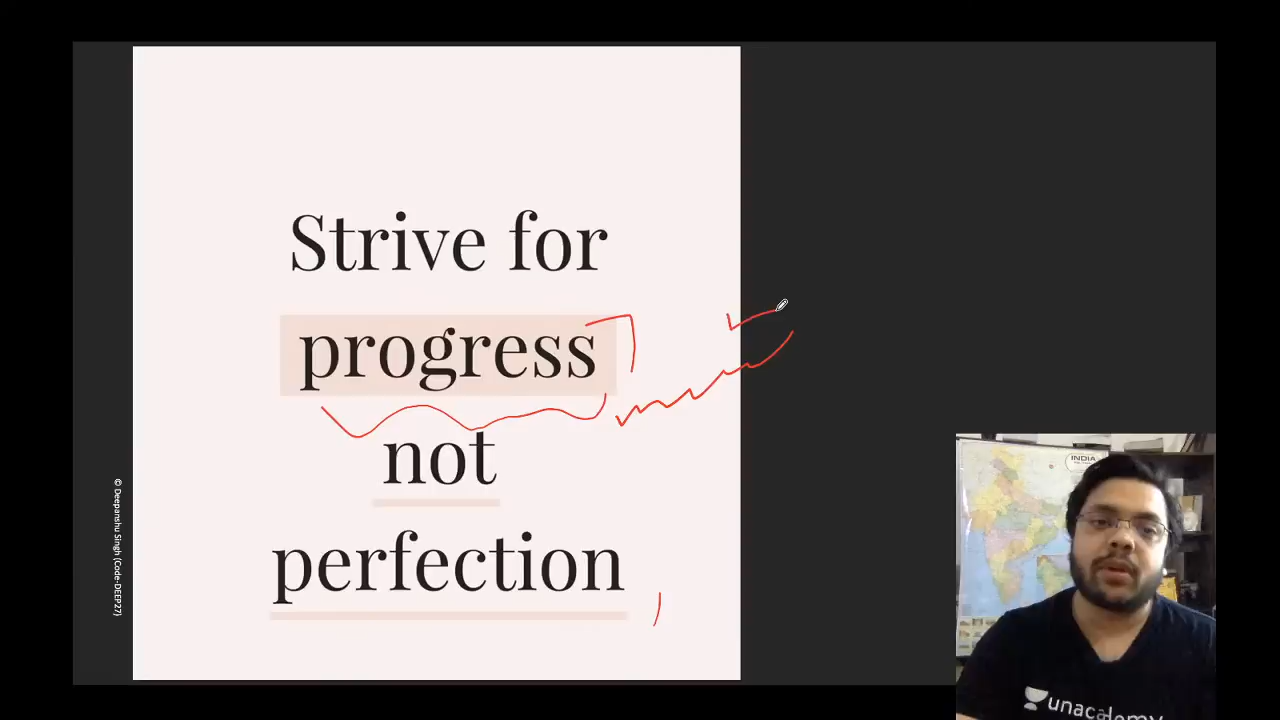 Strive for
progress
not
perfection
© Deepanshu Singh (Code-DEEP27)
INDIA
unacademy